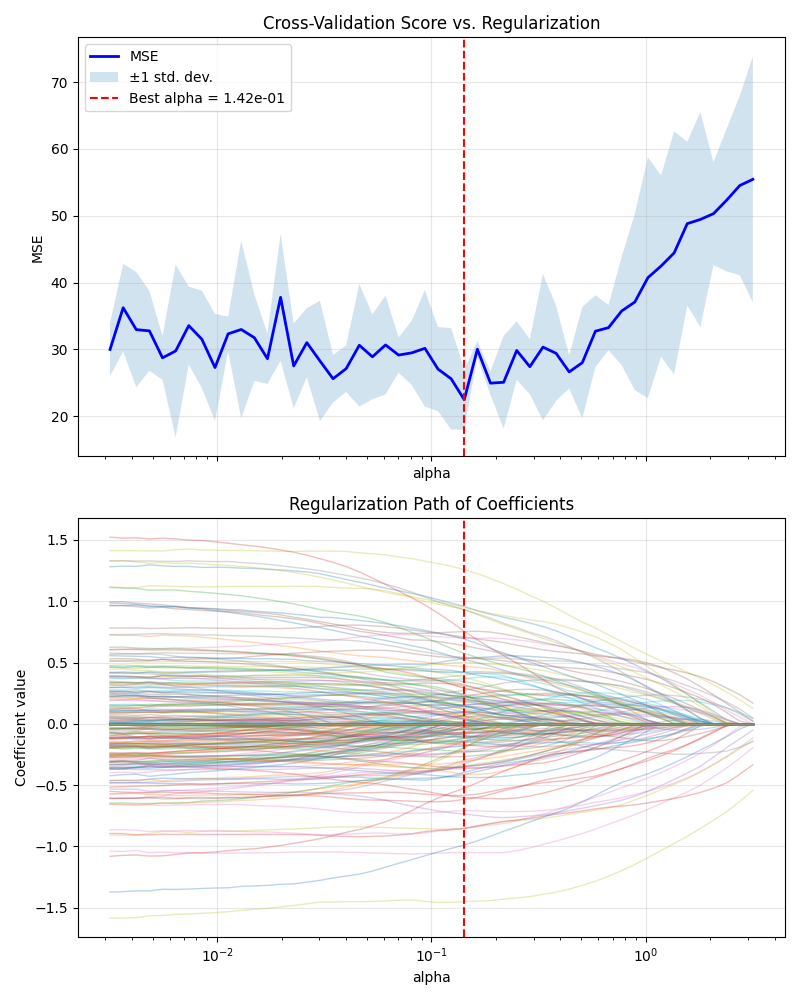 Cross-Validation Score vs. Regularization
MSE
±1 std. dev.
Best alpha = 1.42e-01
70
60
50
40
30
20
MSE
alpha
Regularization Path of Coefficients
1.5
1.0
0.5
0.0
−0.5
−1.0
−1.5
Coefficient value
10⁻² 10⁻¹ 10⁰
alpha